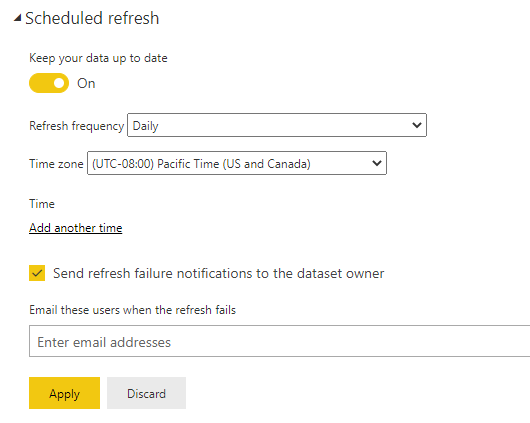 Scheduled refresh
Keep your data up to date
On
Refresh frequency Daily
Time zone (UTC-08:00) Pacific Time (US and Canada)
Time
Add another time
Send refresh failure notifications to the dataset owner
Email these users when the refresh fails
Enter email addresses
Apply Discard